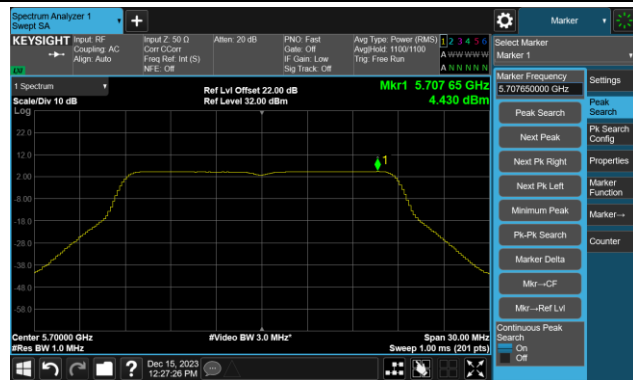 Spectrum Analyzer 1
Swept SA
Marker
KEYSIGHT
Input: RF
Coupling: AC
Align: Auto
Input Z: 50 Ω
Corr CCorr
Freq Ref: Int (S)
NFE: Off
Atten: 20 dB
PNO: Fast
Gate: Off
IF Gain: Low
Sig Track: Off
Avg Type: Power (RMS)
Avg|Hold: 1100/1100
Trig: Free Run
1 2 3 4 5 6
A W W W W W
A N N N N N
Select Marker
Marker 1
1 Spectrum
Scale/Div 10 dB
Log
Ref Lvl Offset 22.00 dB
Ref Level 32.00 dBm
Mkr1 5.707 65 GHz
4.430 dBm
Marker Frequency
5.707650000 GHz
Peak Search
Next Peak
Next Pk Right
Next Pk Left
Minimum Peak
Pk-Pk Search
Marker Delta
Mkr→CF
Mkr→Ref Lvl
Continuous Peak
Search
On
Off
Settings
Peak
Search
Pk Search
Config
Properties
Marker
Function
Marker→
Counter
22.0
12.0
2.00
-8.00
-18.0
-28.0
-38.0
-48.0
-58.0
1
Center 5.70000 GHz
#Res BW 1.0 MHz
#Video BW 3.0 MHz*
Span 30.00 MHz
Sweep 1.00 ms (201 pts)
Dec 15, 2023
12:27:26 PM